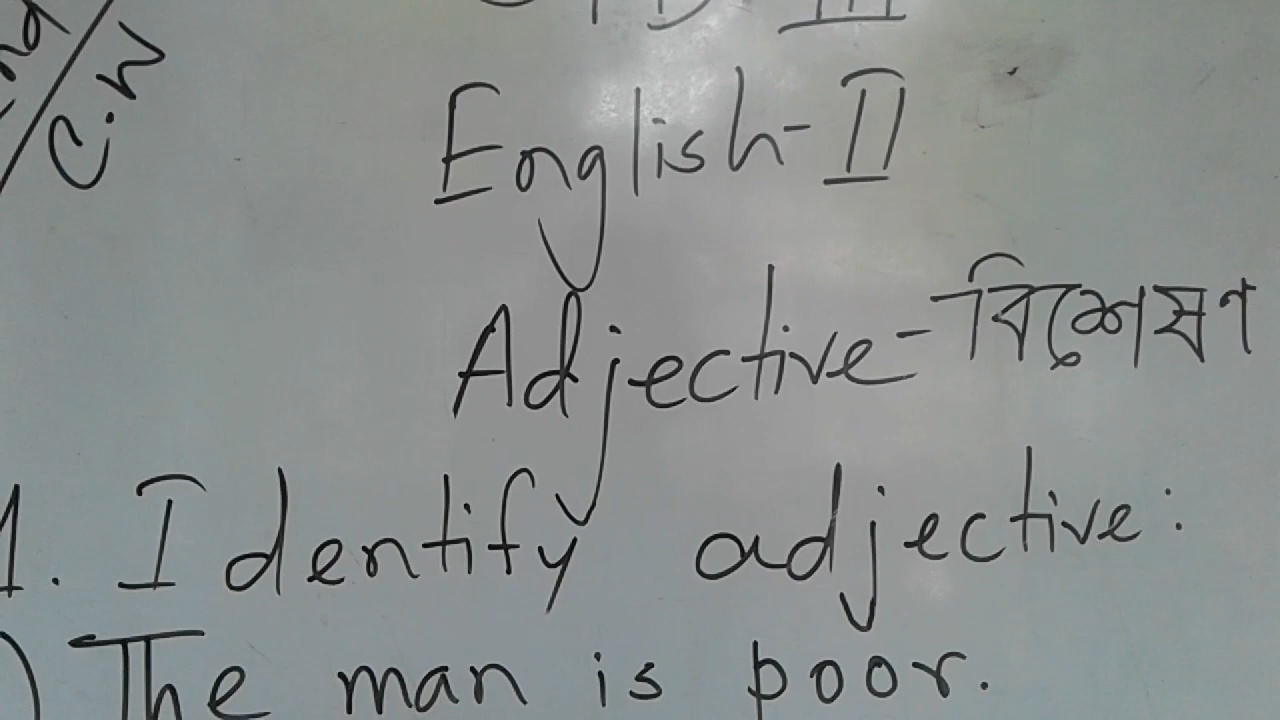 C.W
English-II
Adjective-বিশেষণ
1. Identify adjective:
) The man is poor.